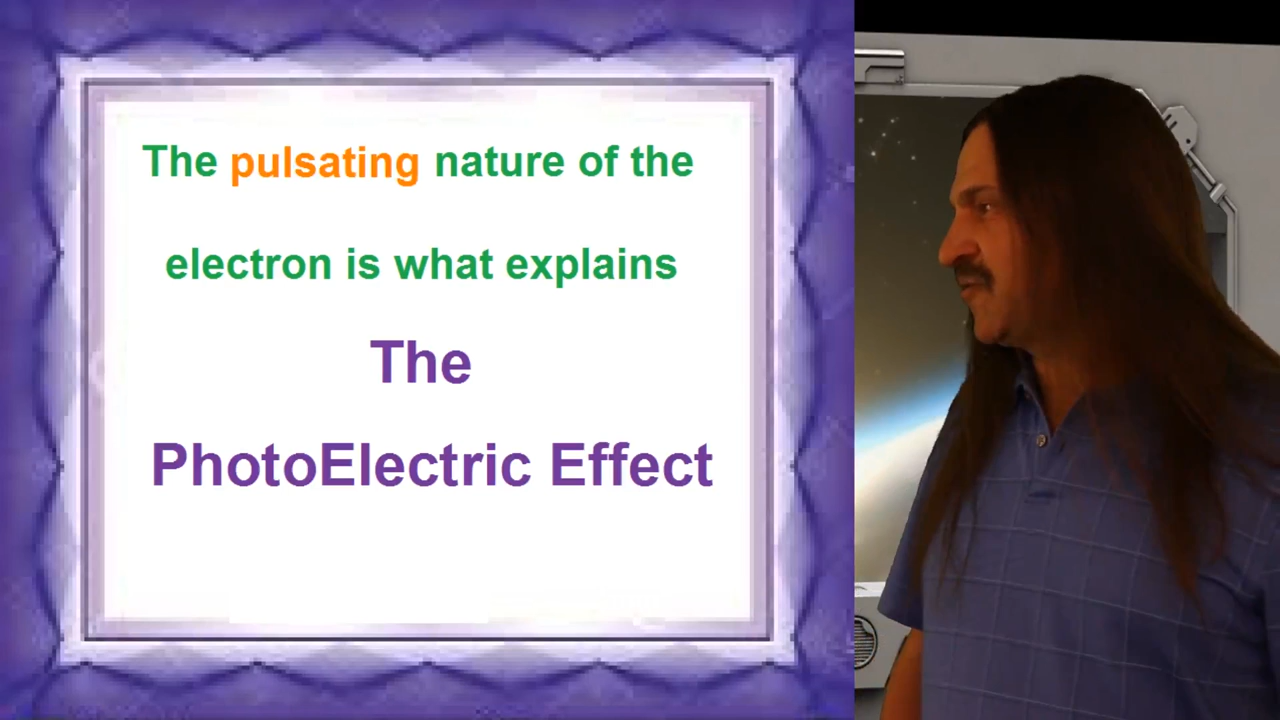 The pulsating nature of the
electron is what explains
The
PhotoElectric Effect